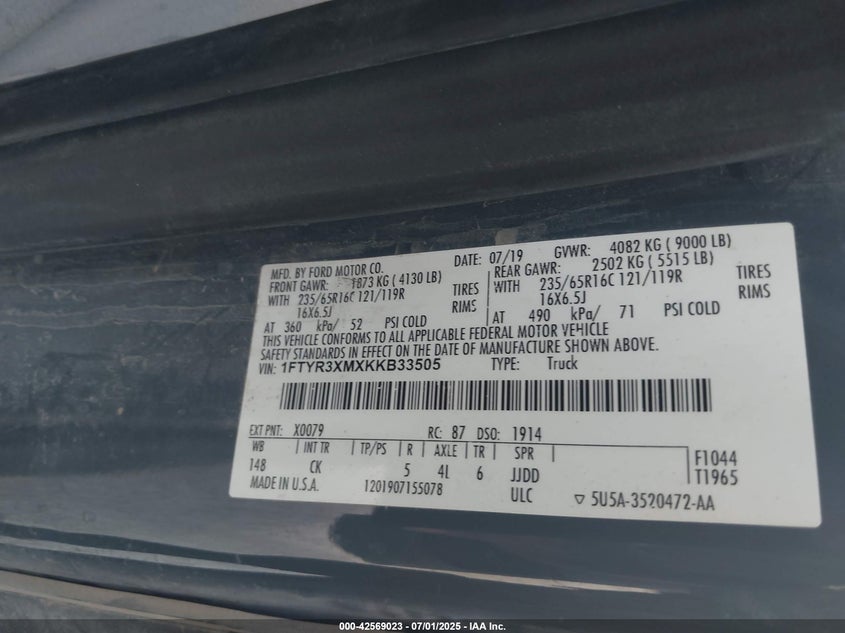 MFD. BY FORD MOTOR CO. DATE: 07/19 GVWR: 4082 KG ( 9000 LB)
FRONT GAWR: 1873 KG ( 4130 LB) REAR GAWR: 2502 KG ( 5515 LB)
WITH 235/65R16C 121/119R TIRES WITH 235/65R16C 121/119R TIRES
16X6.5J RIMS 16X6.5J RIMS
AT 360 kPa/ 52 PSI COLD AT 490 kPa/ 71 PSI COLD
THIS VEHICLE CONFORMS TO ALL APPLICABLE FEDERAL MOTOR VEHICLE
SAFETY STANDARDS IN EFFECT ON THE DATE OF MANUFACTURE SHOWN ABOVE.
VIN: 1FTYR3XMXKKB33505 TYPE: Truck
EXT PNT: X0079 RC: 87 DSO: 1914
WB INT TR TP/PS R AXLE TR SPR F1044
148 CK 5 4L 6 JJDD T1965
MADE IN U.S.A. 1201907155078 ULC 5U5A-3520472-AA
000-42569023 - 07/01/2025 - IAA Inc.